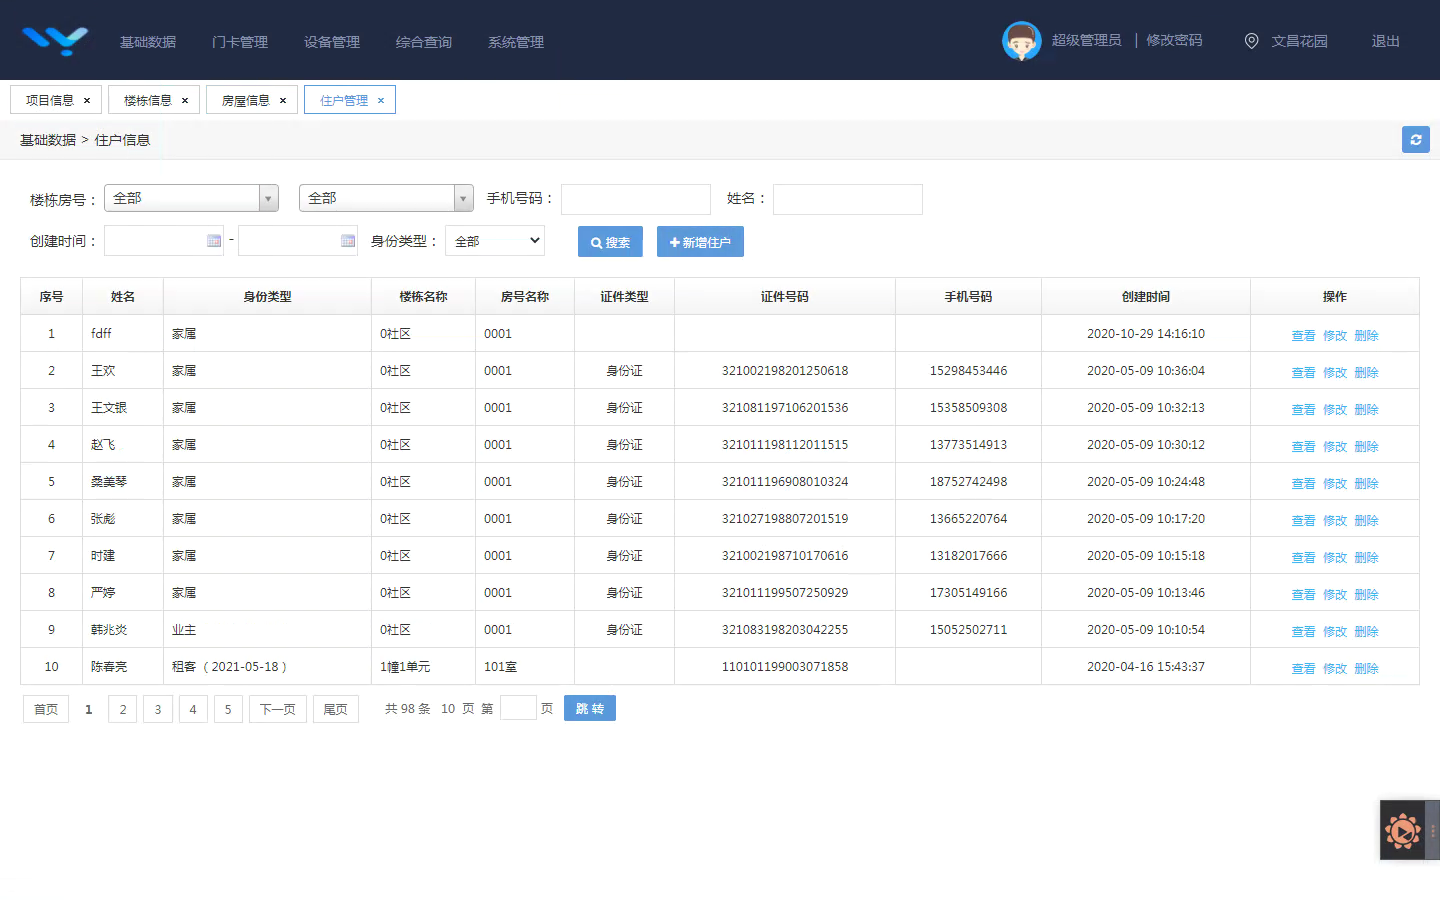 基础数据 门卡管理 设备管理 综合查询 系统管理 超级管理员 | 修改密码 文昌花园 退出
项目信息 × 楼栋信息 × 房屋信息 × 住户管理 ×
基础数据 > 住户信息
楼栋房号： 全部 全部 手机号码： 姓名：
创建时间： - 身份类型： 全部 搜索 新增住户
序号 姓名 身份类型 楼栋名称 房号名称 证件类型 证件号码 手机号码 创建时间 操作
1 fdff 家属 0社区 0001 2020-10-29 14:16:10 查看 修改 删除
2 王欢 家属 0社区 0001 身份证 321002198201250618 15298453446 2020-05-09 10:36:04 查看 修改 删除
3 王文银 家属 0社区 0001 身份证 321081197106201536 15358509308 2020-05-09 10:32:13 查看 修改 删除
4 赵飞 家属 0社区 0001 身份证 321011198112011515 13773514913 2020-05-09 10:30:12 查看 修改 删除
5 桑美琴 家属 0社区 0001 身份证 321011196908010324 18752742498 2020-05-09 10:24:48 查看 修改 删除
6 张彪 家属 0社区 0001 身份证 321027198807201519 13665220764 2020-05-09 10:17:20 查看 修改 删除
7 时建 家属 0社区 0001 身份证 321002198710170616 13182017666 2020-05-09 10:15:18 查看 修改 删除
8 严婷 家属 0社区 0001 身份证 321011199507250929 17305149166 2020-05-09 10:13:46 查看 修改 删除
9 韩兆炎 业主 0社区 0001 身份证 321083198203042255 15052502711 2020-05-09 10:10:54 查看 修改 删除
10 陈春亮 租客 （ 2021-05-18 ） 1幢1单元 101室 110101199003071858 2020-04-16 15:43:37 查看 修改 删除
首页 1 2 3 4 5 下一页 尾页 共 98 条 10 页 第 页 跳 转